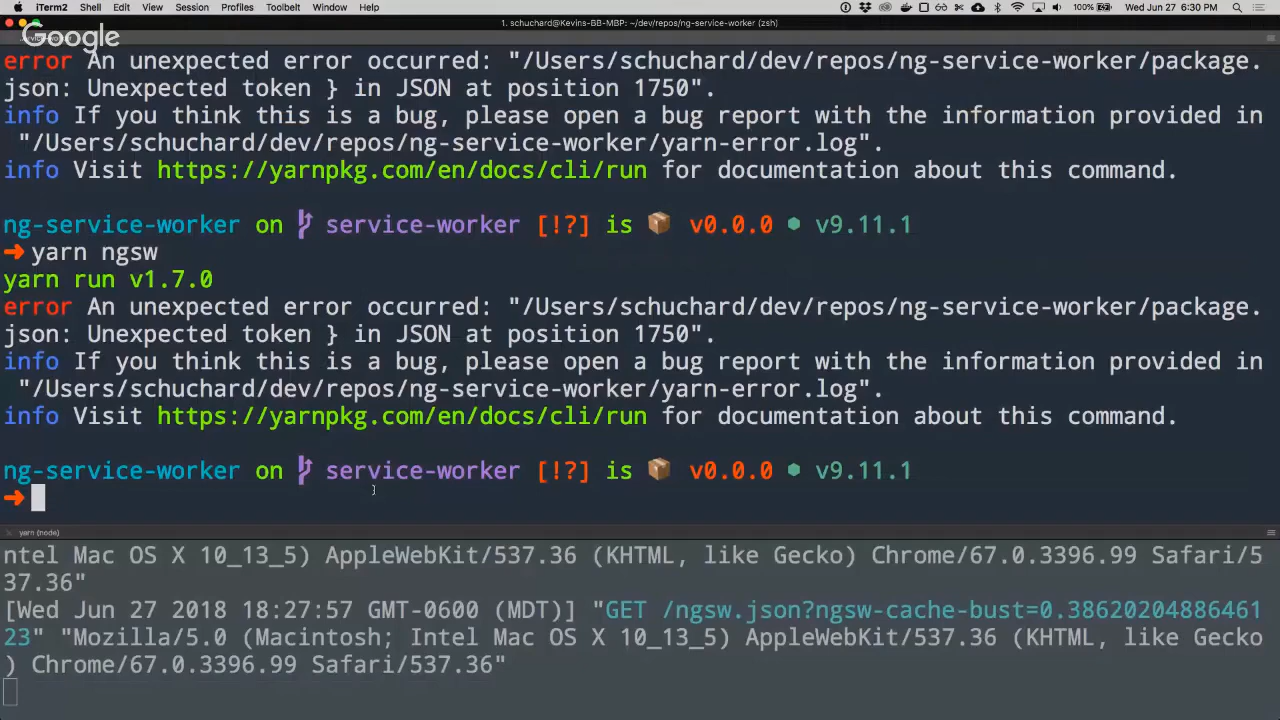 iTerm2 Shell Edit View Session Profiles Toolbelt Window Help 100% Wed Jun 27 6:30 PM
1. schuchard@Kevins-BB-MBP: ~/dev/repos/ng-service-worker (zsh)
Google
error An unexpected error occurred: "/Users/schuchard/dev/repos/ng-service-worker/package.
json: Unexpected token } in JSON at position 1750".
info If you think this is a bug, please open a bug report with the information provided in
"/Users/schuchard/dev/repos/ng-service-worker/yarn-error.log".
info Visit https://yarnpkg.com/en/docs/cli/run for documentation about this command.
ng-service-worker on service-worker [!?] is 📦 v0.0.0 ⬢ v9.11.1
➜ yarn ngsw
yarn run v1.7.0
error An unexpected error occurred: "/Users/schuchard/dev/repos/ng-service-worker/package.
json: Unexpected token } in JSON at position 1750".
info If you think this is a bug, please open a bug report with the information provided in
"/Users/schuchard/dev/repos/ng-service-worker/yarn-error.log".
info Visit https://yarnpkg.com/en/docs/cli/run for documentation about this command.
ng-service-worker on service-worker [!?] is 📦 v0.0.0 ⬢ v9.11.1
➜
yarn (node)
ntel Mac OS X 10_13_5) AppleWebKit/537.36 (KHTML, like Gecko) Chrome/67.0.3396.99 Safari/5
37.36"
[Wed Jun 27 2018 18:27:57 GMT-0600 (MDT)] "GET /ngsw.json?ngsw-cache-bust=0.38620204886461
23" "Mozilla/5.0 (Macintosh; Intel Mac OS X 10_13_5) AppleWebKit/537.36 (KHTML, like Gecko
) Chrome/67.0.3396.99 Safari/537.36"